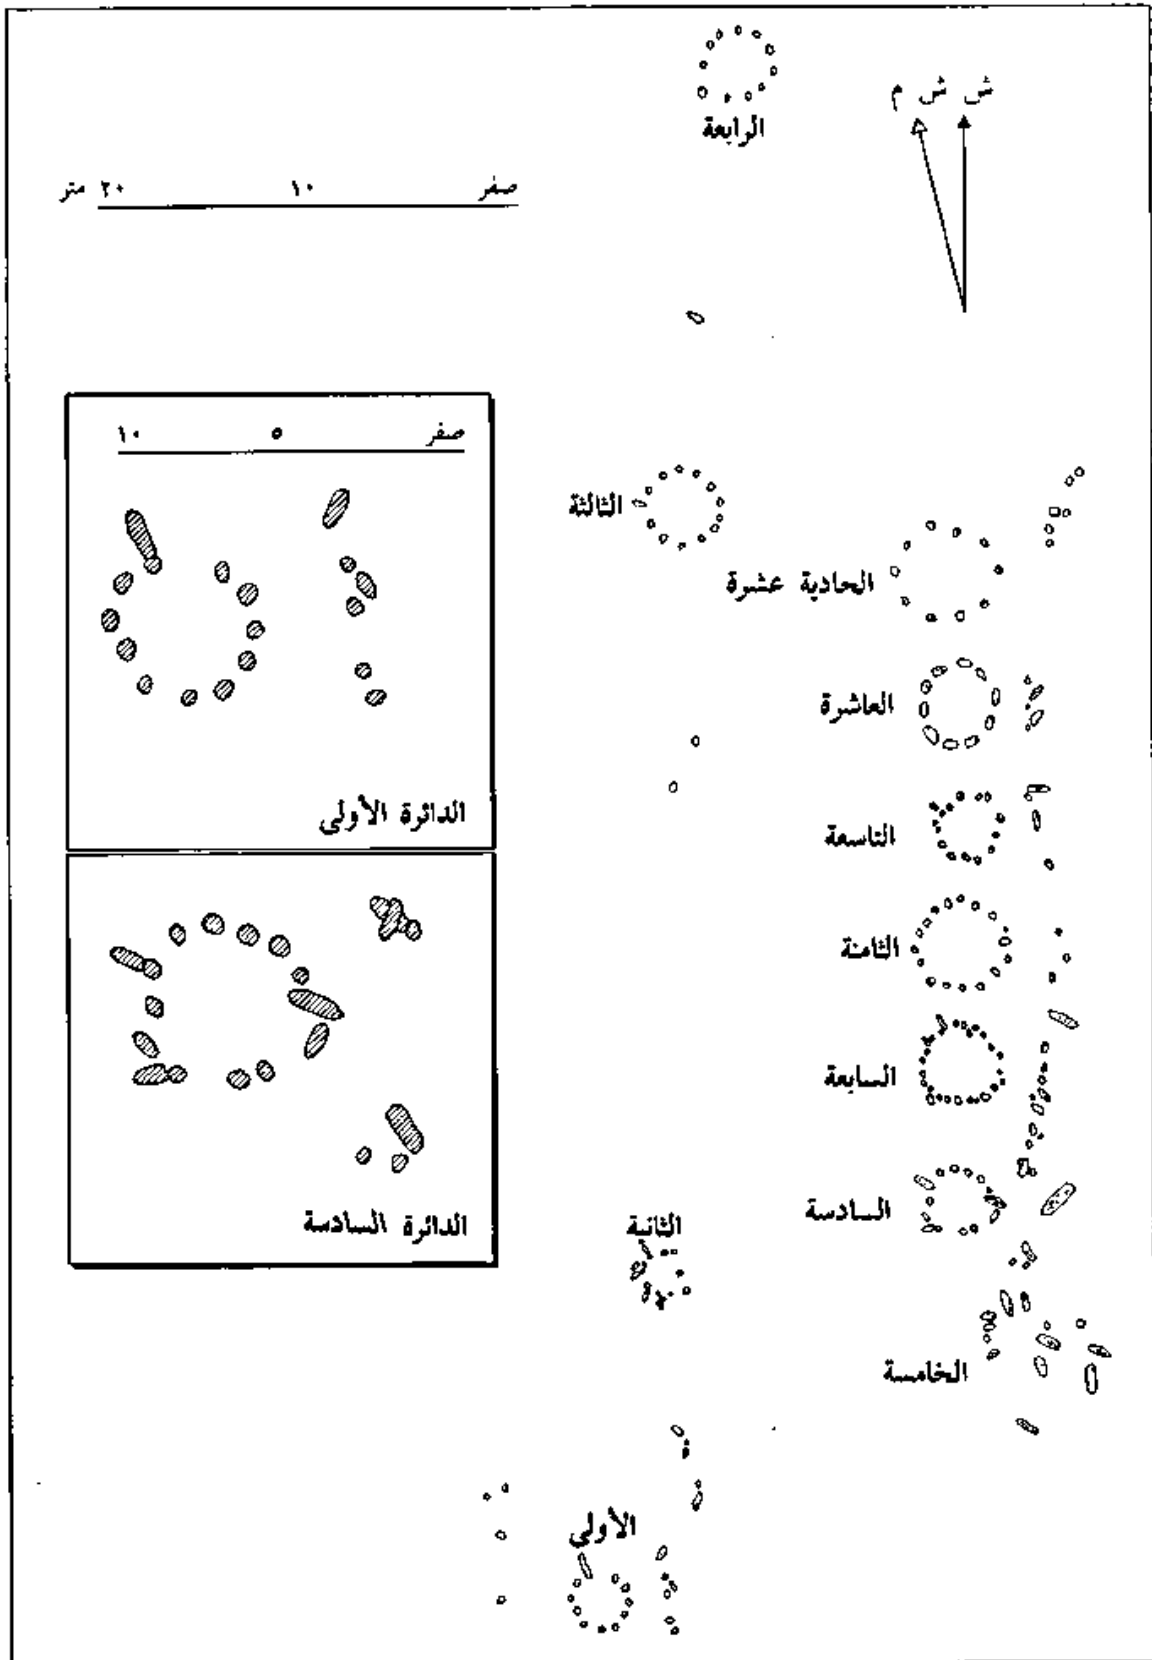 الرابعة
ش ش م
صفر ١٠ ٢٠ متر
صفر ٥ ١٠
الثالثة
الحادية عشرة
العاشرة
الدائرة الأولى
التاسعة
الثامنة
السابعة
السادسة
الدائرة السادسة
الثانية
الخامسة
الأولى